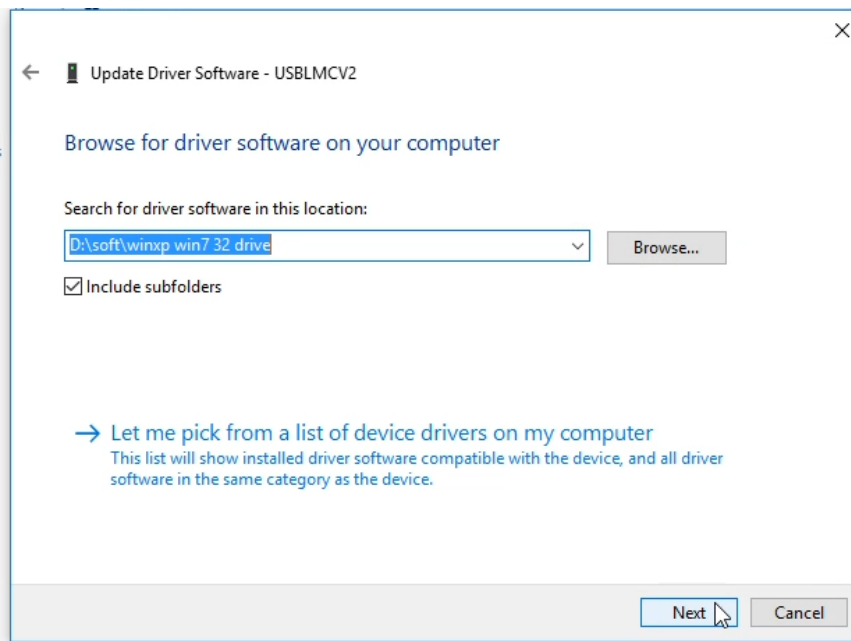 Update Driver Software - USBLMCV2
Browse for driver software on your computer
Search for driver software in this location:
D:\soft\winxp win7 32 drive
Browse...
Include subfolders
Let me pick from a list of device drivers on my computer
This list will show installed driver software compatible with the device, and all driver
software in the same category as the device.
Next
Cancel